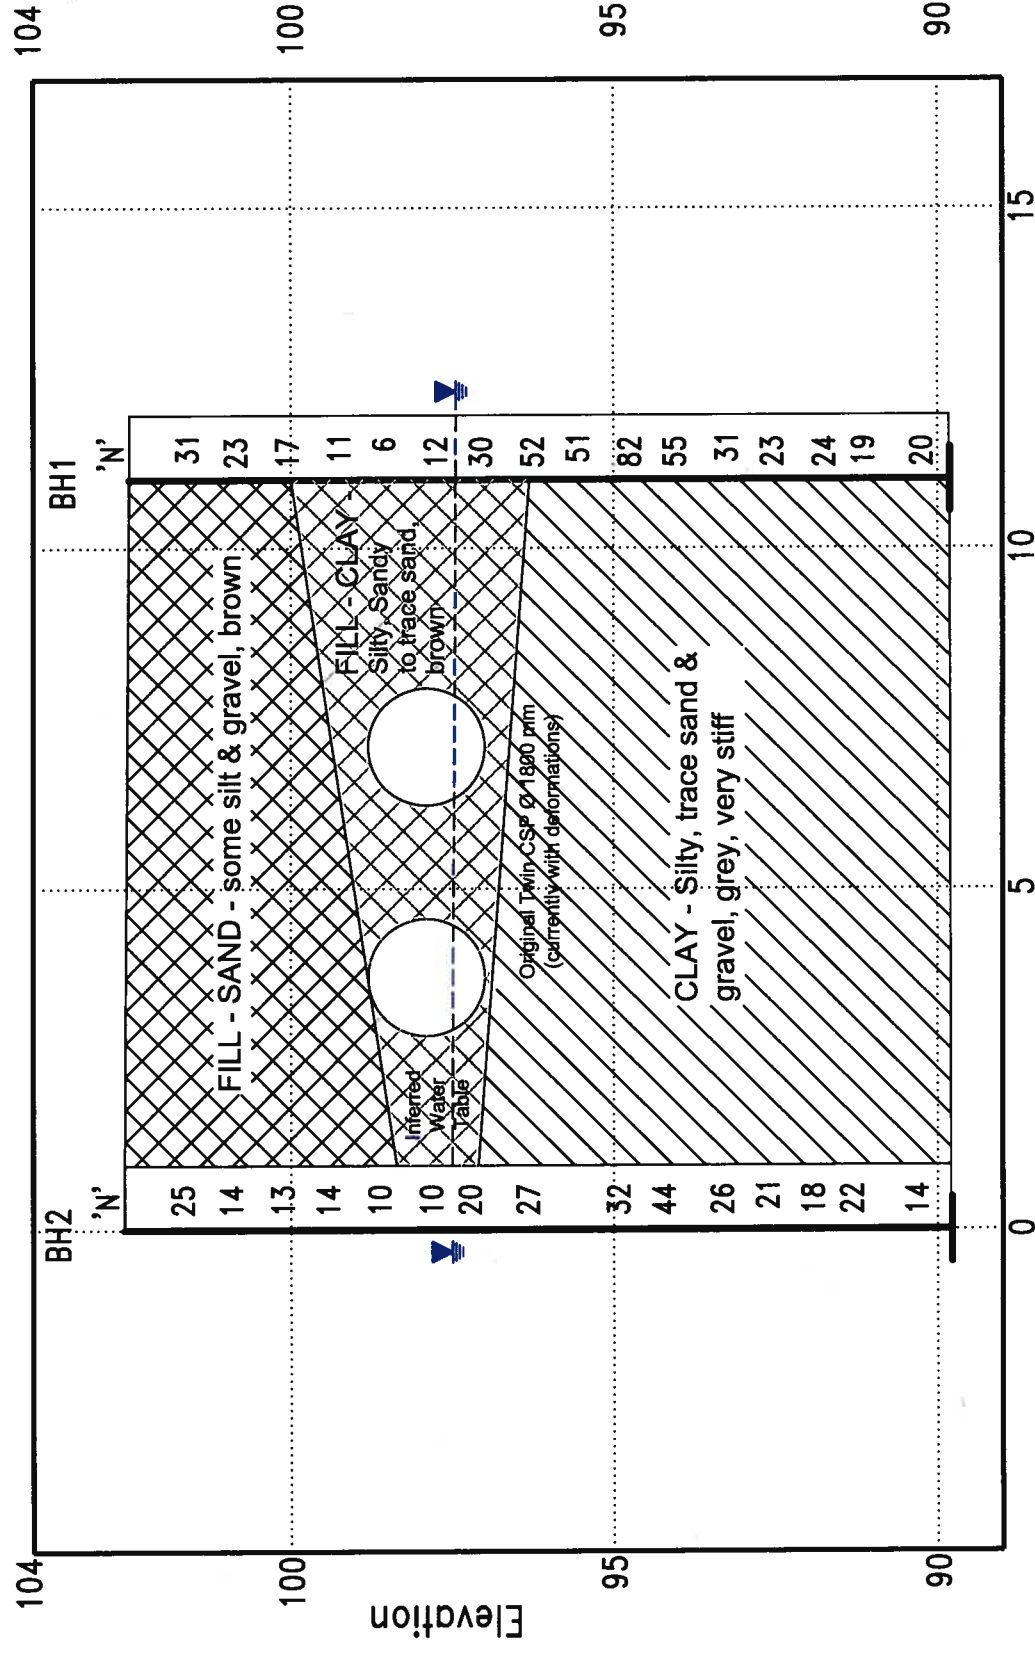 BH2
BH1
'N'
'N'
104
104
100
100
95
95
90
90
Elevation
25
14
13
14
10
10
20
27
32
44
26
21
18
22
14
31
23
17
11
6
12
30
52
51
82
55
31
23
24
19
20
FILL - SAND - some silt & gravel, brown
FILL - CLAY -
Silty, Sandy
to trace sand,
brown
Inferred
Water
Table
Original Twin CSP Ø 1800 mm
(currently with deformations)
CLAY - Silty, trace sand &
gravel, grey, very stiff
0
5
10
15